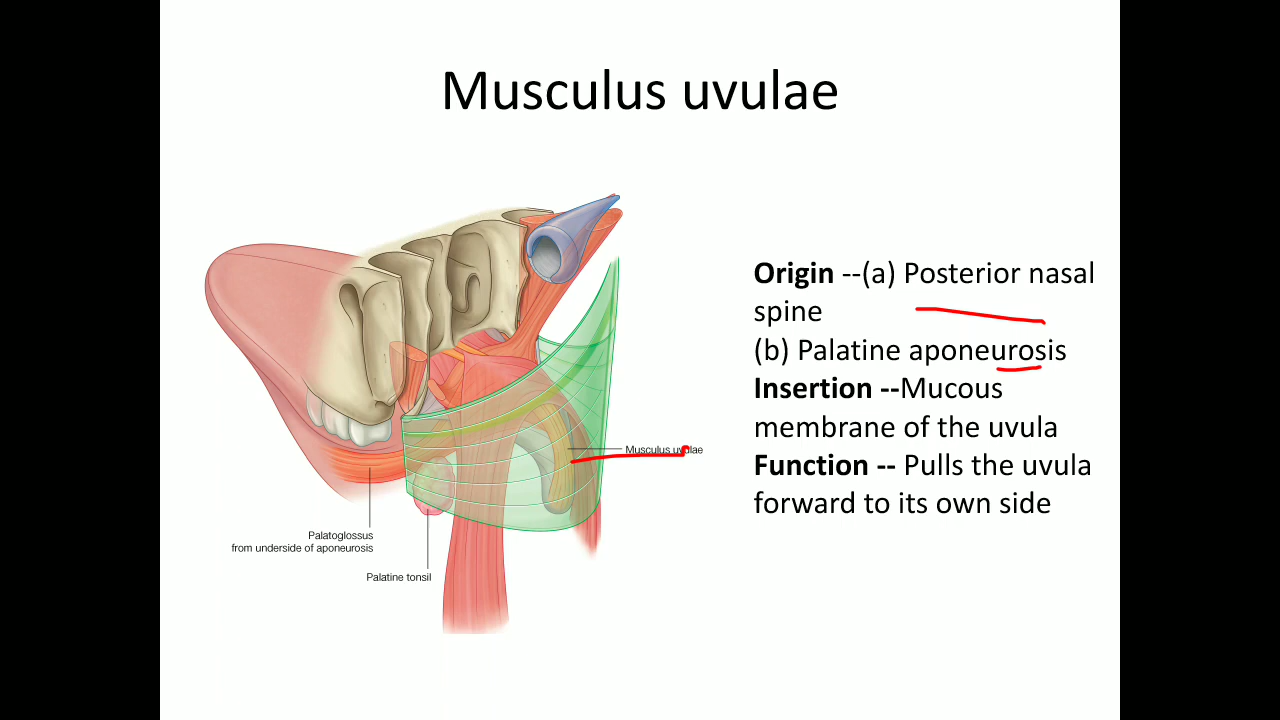 Musculus uvulae
Origin --(a) Posterior nasal
spine
(b) Palatine aponeurosis
Insertion --Mucous
membrane of the uvula
Function -- Pulls the uvula
forward to its own side
Musculus uvulae
Palatoglossus
from underside of aponeurosis
Palatine tonsil